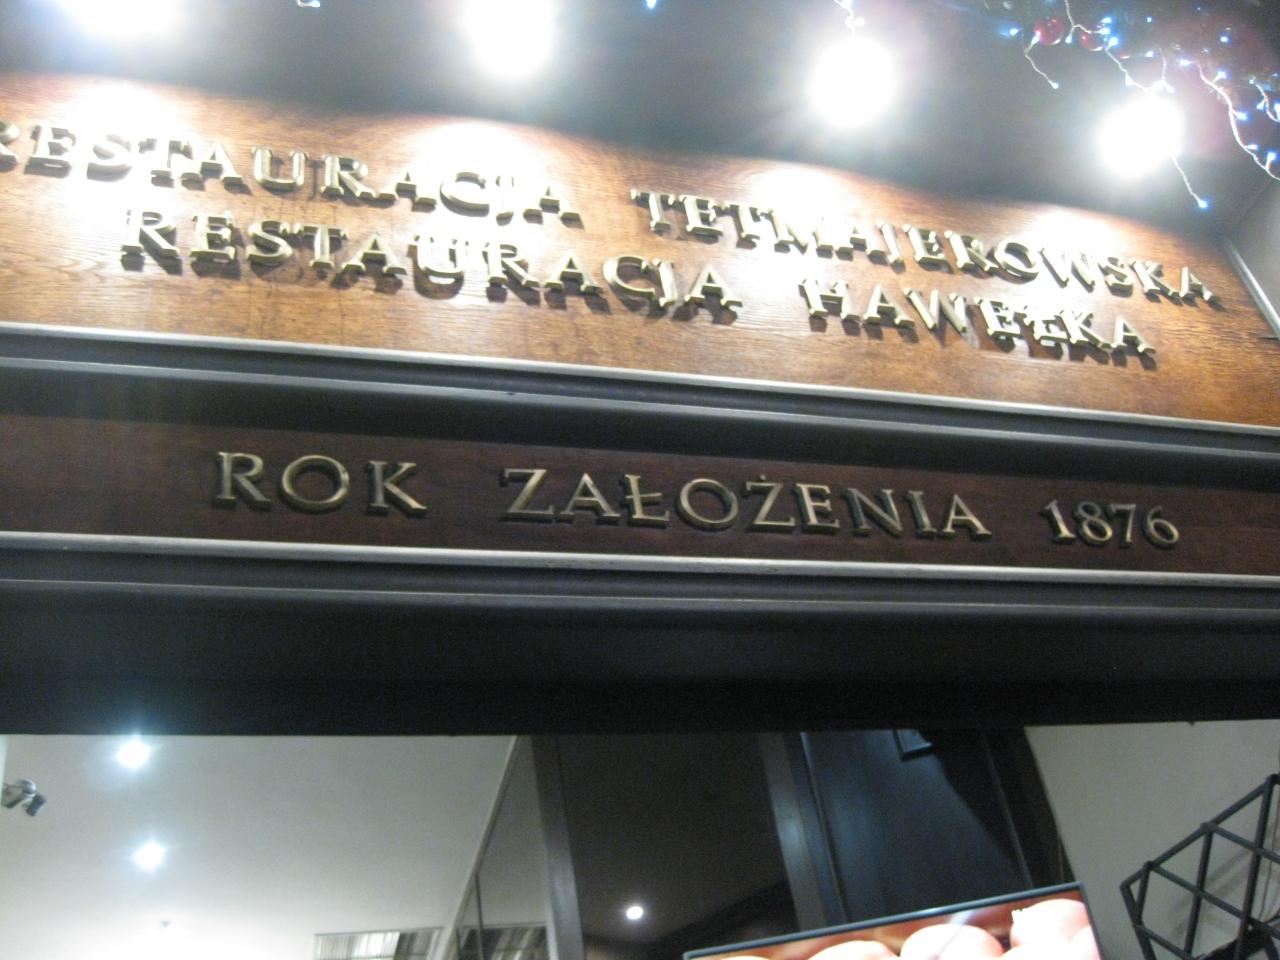 RESTAURACJA TETMAJEROWSKA
RESTAURACJA HAWEŁKA
ROK ZAŁOŻENIA 1876